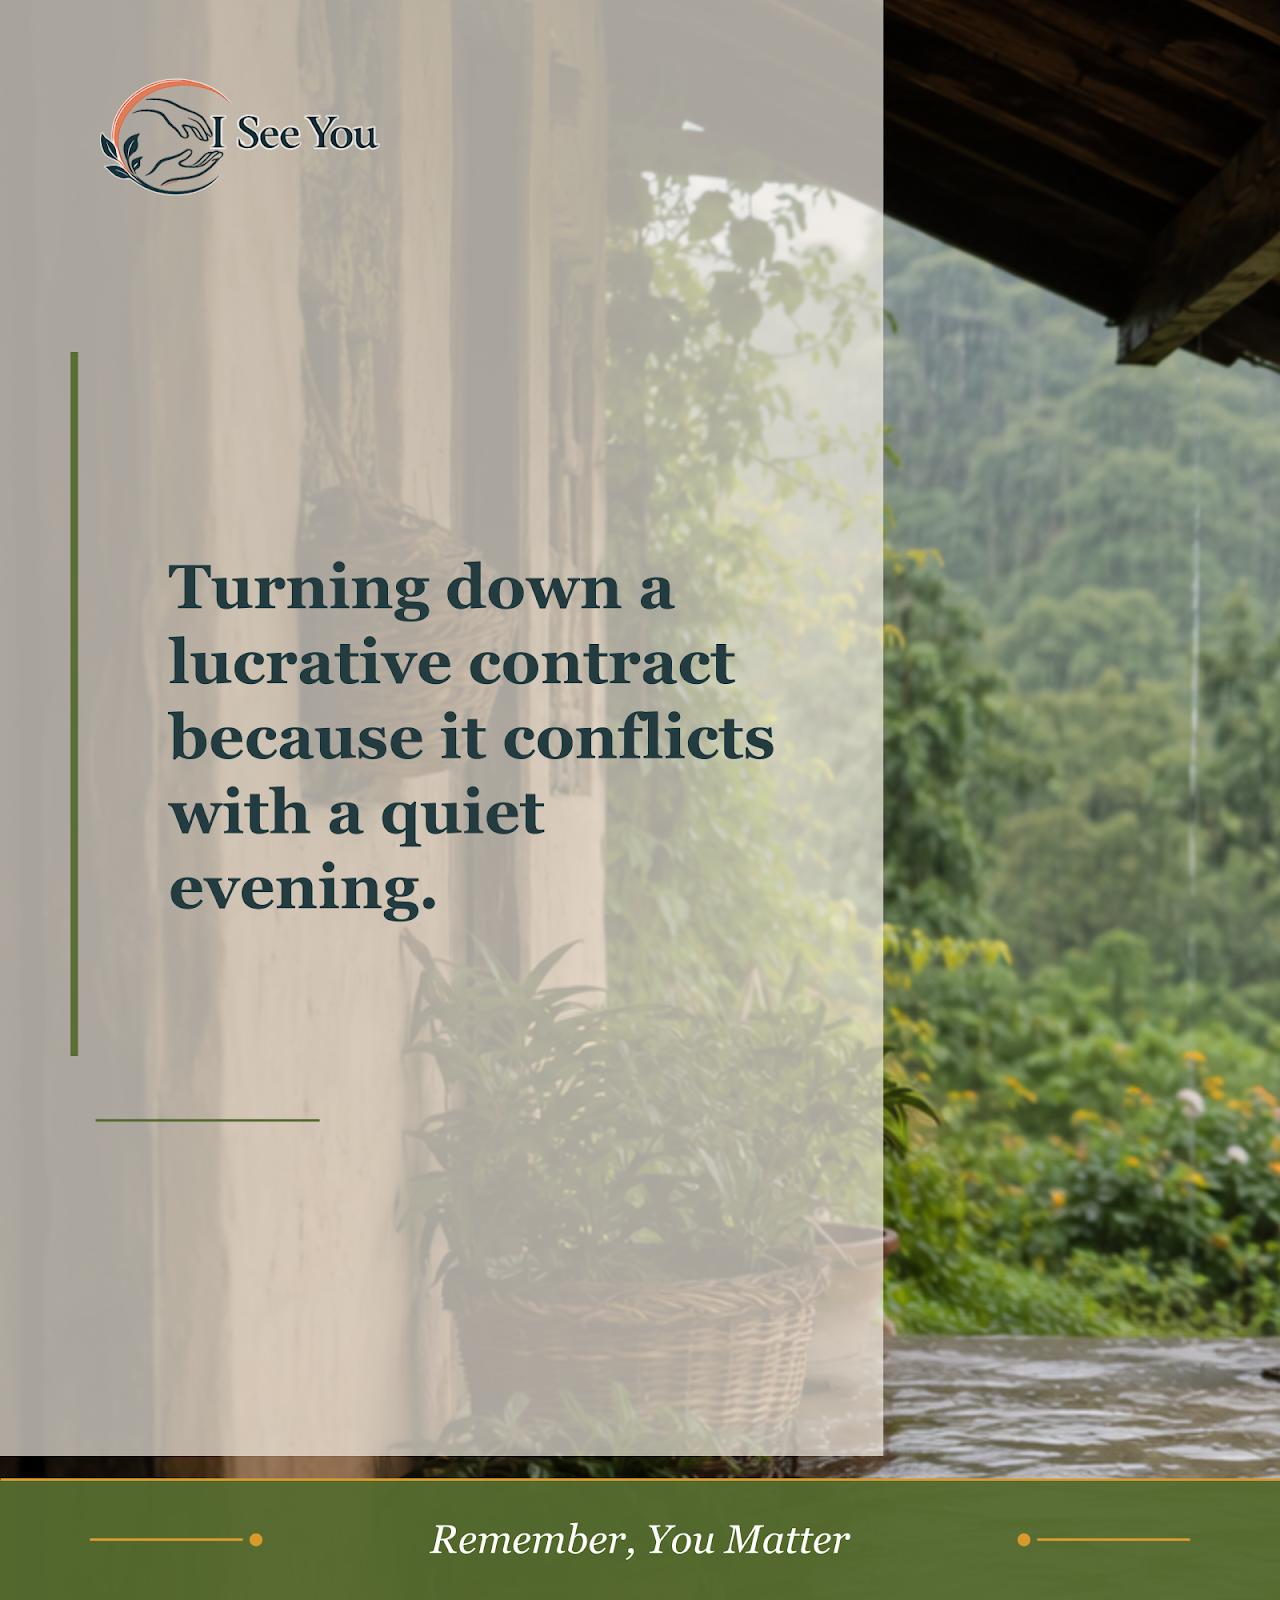 I See You
Turning down a
lucrative contract
because it conflicts
with a quiet
evening.
Remember, You Matter